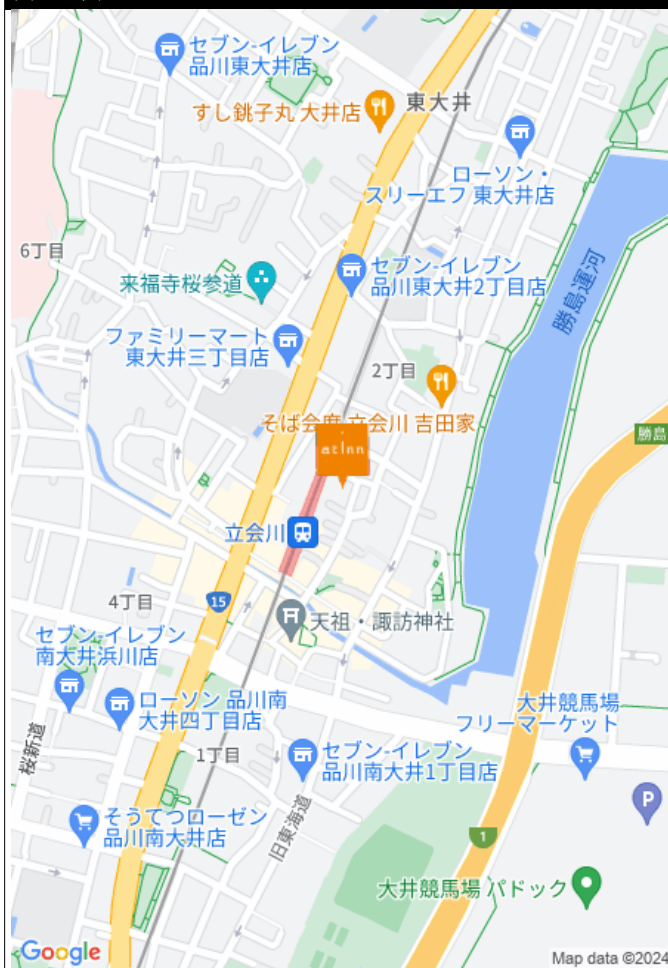 セブン-イレブン
品川東大井店
すし銚子丸 大井店
東大井
ローソン・
スリーエフ 東大井店
6丁目
来福寺桜参道
セブン-イレブン
品川東大井2丁目店
勝島運河
ファミリーマート
東大井三丁目店
2丁目
そば会席 立会川 吉田家
勝島
at inn
立会川
15
4丁目
天祖・諏訪神社
セブン-イレブン
南大井浜川店
ローソン 品川南
大井四丁目店
大井競馬場
フリーマーケット
桜新道
1丁目
セブン-イレブン
品川南大井1丁目店
P
そうてつローゼン
品川南大井店
旧東海道
1
大井競馬場 パドック
Google
Map data ©2024